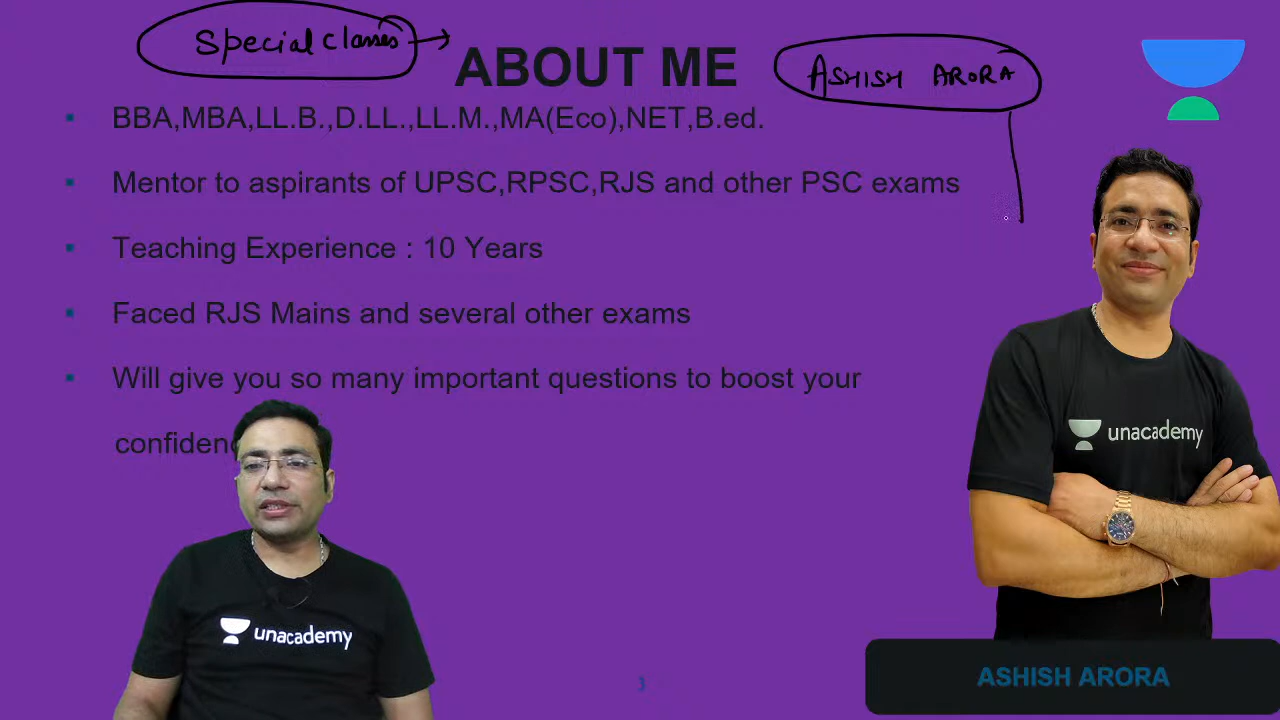 Special classes
ABOUT ME
ASHISH ARORA
BBA,MBA,LL.B.,D.LL.,LL.M.,MA(Eco),NET,B.ed.
Mentor to aspirants of UPSC,RPSC,RJS and other PSC exams
Teaching Experience : 10 Years
Faced RJS Mains and several other exams
Will give you so many important questions to boost your
confidenc
unacademy
unacademy
ASHISH ARORA
3